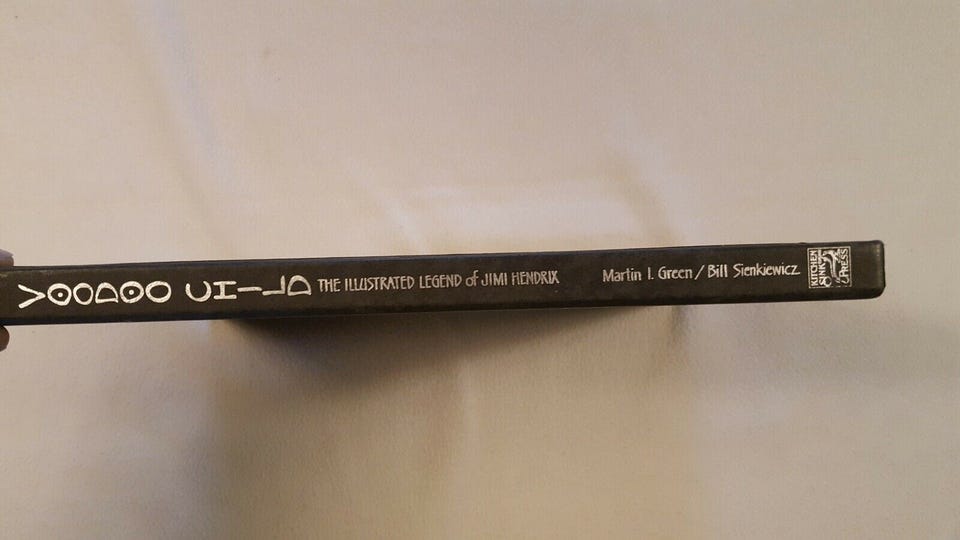 VOODOO CHILD THE ILLUSTRATED LEGEND of JIMI HENDRIX Martin I. Green / Bill Sienkiewicz
KITCHEN
SINK
PRESS